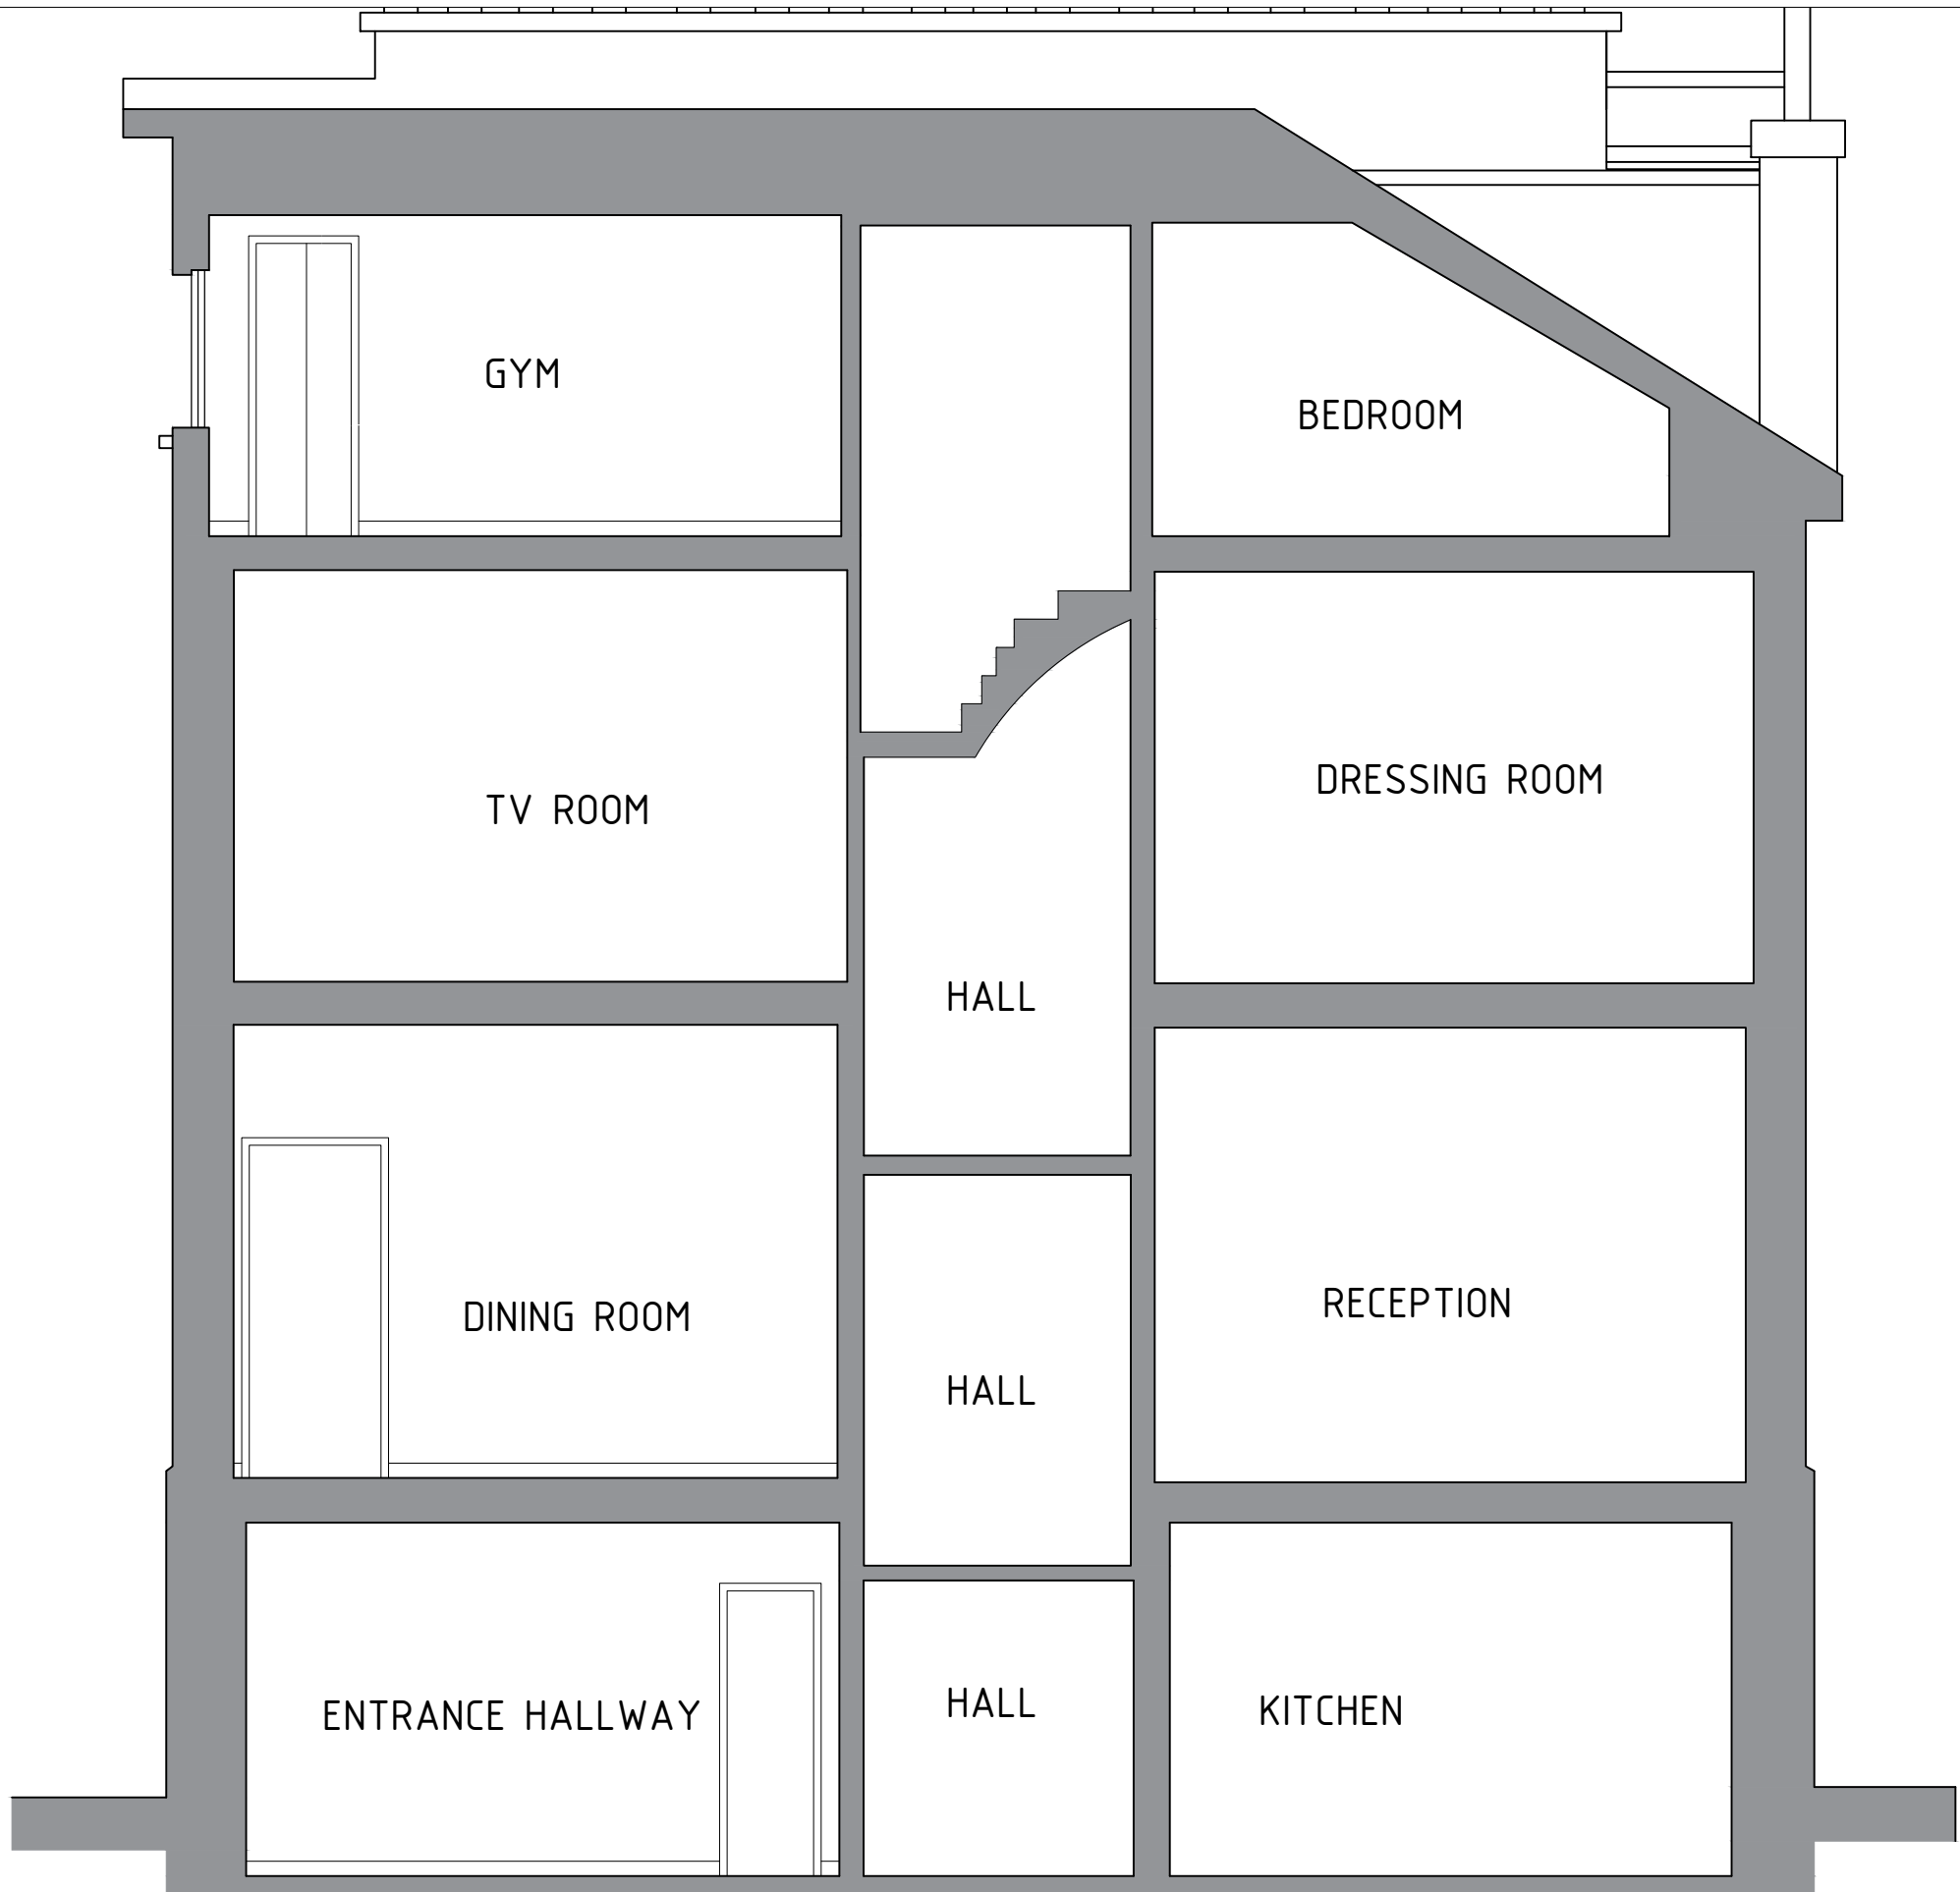 GYM
BEDROOM
TV ROOM
DRESSING ROOM
HALL
DINING ROOM
RECEPTION
HALL
ENTRANCE HALLWAY
HALL
KITCHEN